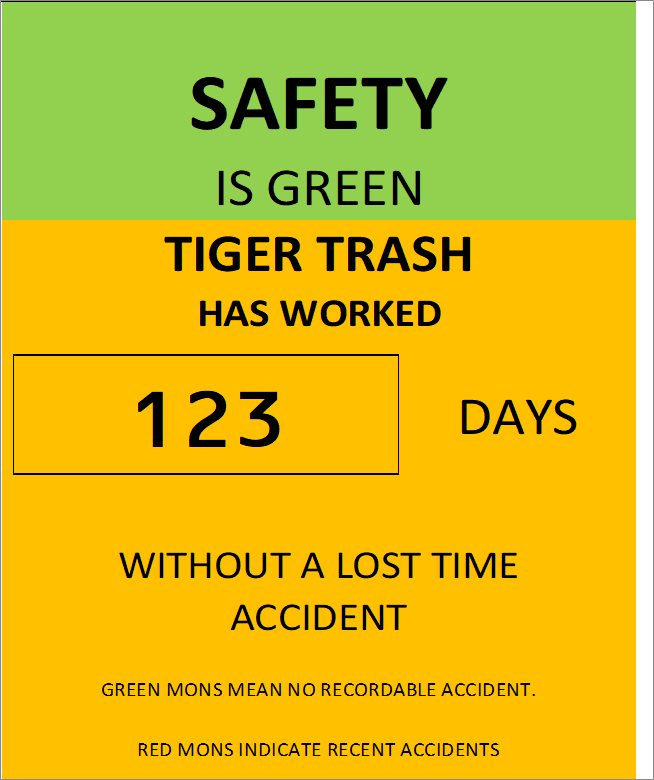 SAFETY
IS GREEN
TIGER TRASH
HAS WORKED
123 DAYS
WITHOUT A LOST TIME
ACCIDENT
GREEN MONS MEAN NO RECORDABLE ACCIDENT.
RED MONS INDICATE RECENT ACCIDENTS